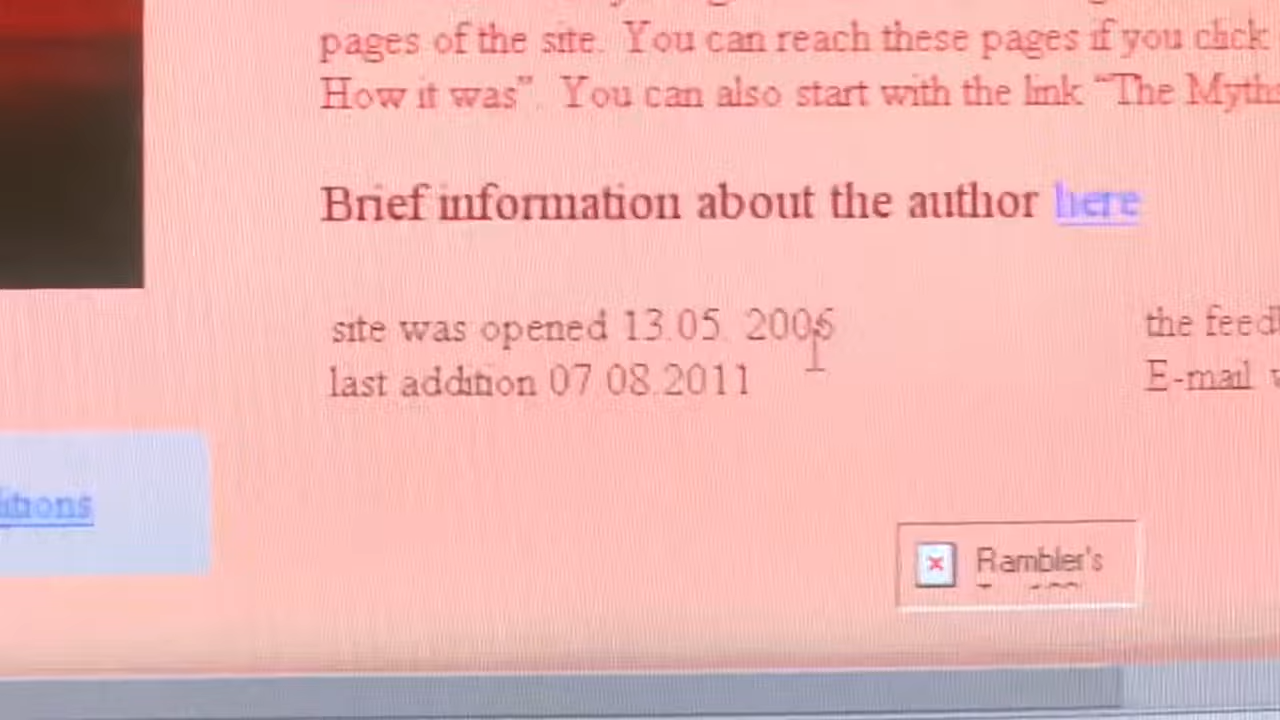 pages of the site. You can reach these pages if you click
How it was”. You can also start with the link “The Myths
Brief information about the author here
site was opened 13.05. 2006
last addition 07.08.2011
the feed
E-mail
itions
Rambler's